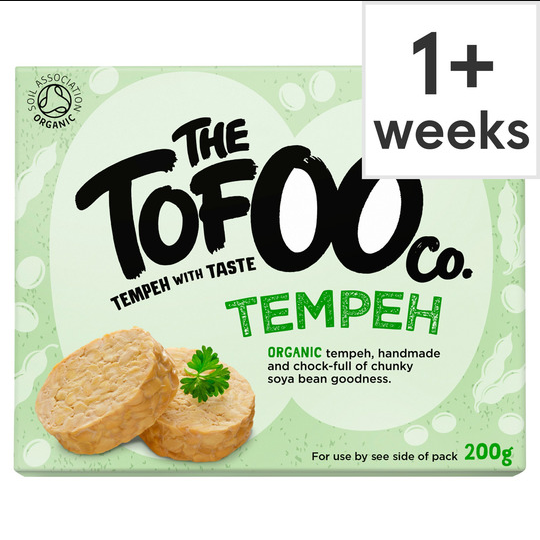 1+
weeks
SOIL ASSOCIATION
ORGANIC
THE
TOFOO
Co.
TEMPEH WITH TASTE
TEMPEH
ORGANIC tempeh, handmade
and chock-full of chunky
soya bean goodness.
For use by see side of pack 200g